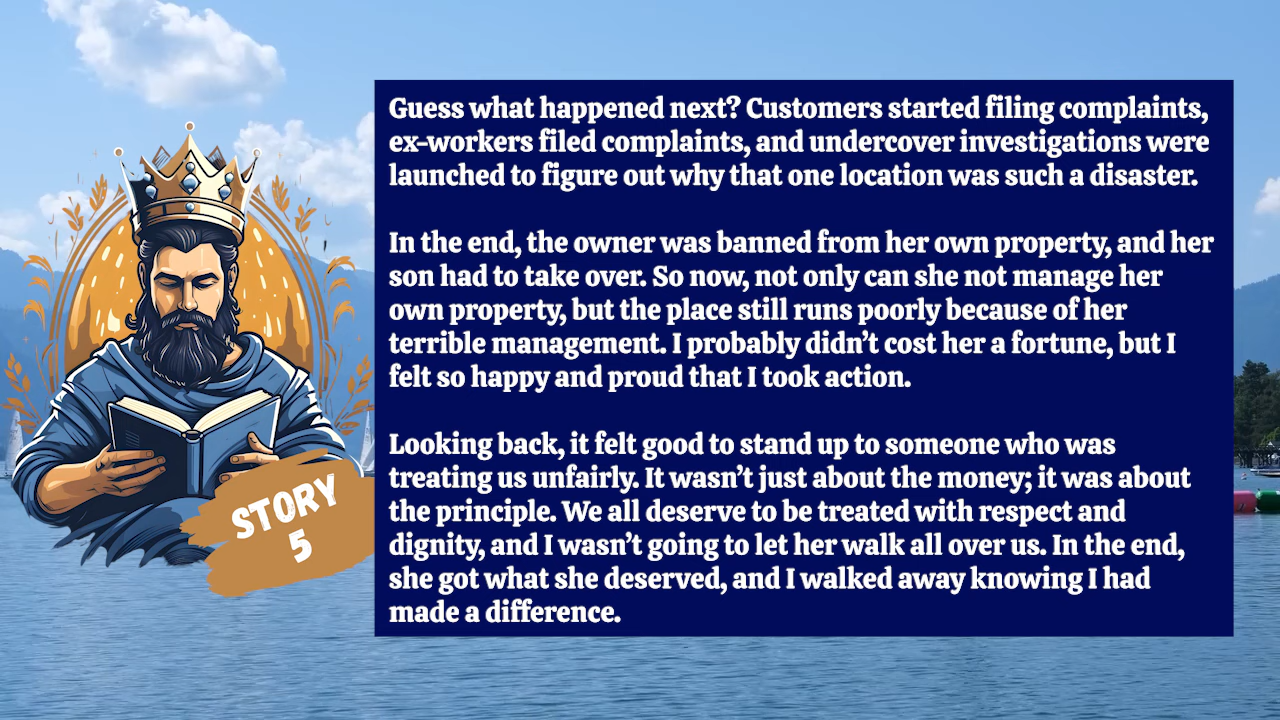 Guess what happened next? Customers started filing complaints,
ex-workers filed complaints, and undercover investigations were
launched to figure out why that one location was such a disaster.
In the end, the owner was banned from her own property, and her
son had to take over. So now, not only can she not manage her
own property, but the place still runs poorly because of her
terrible management. I probably didn’t cost her a fortune, but I
felt so happy and proud that I took action.
Looking back, it felt good to stand up to someone who was
treating us unfairly. It wasn’t just about the money; it was about
the principle. We all deserve to be treated with respect and
dignity, and I wasn’t going to let her walk all over us. In the end,
she got what she deserved, and I walked away knowing I had
made a difference.
STORY
5